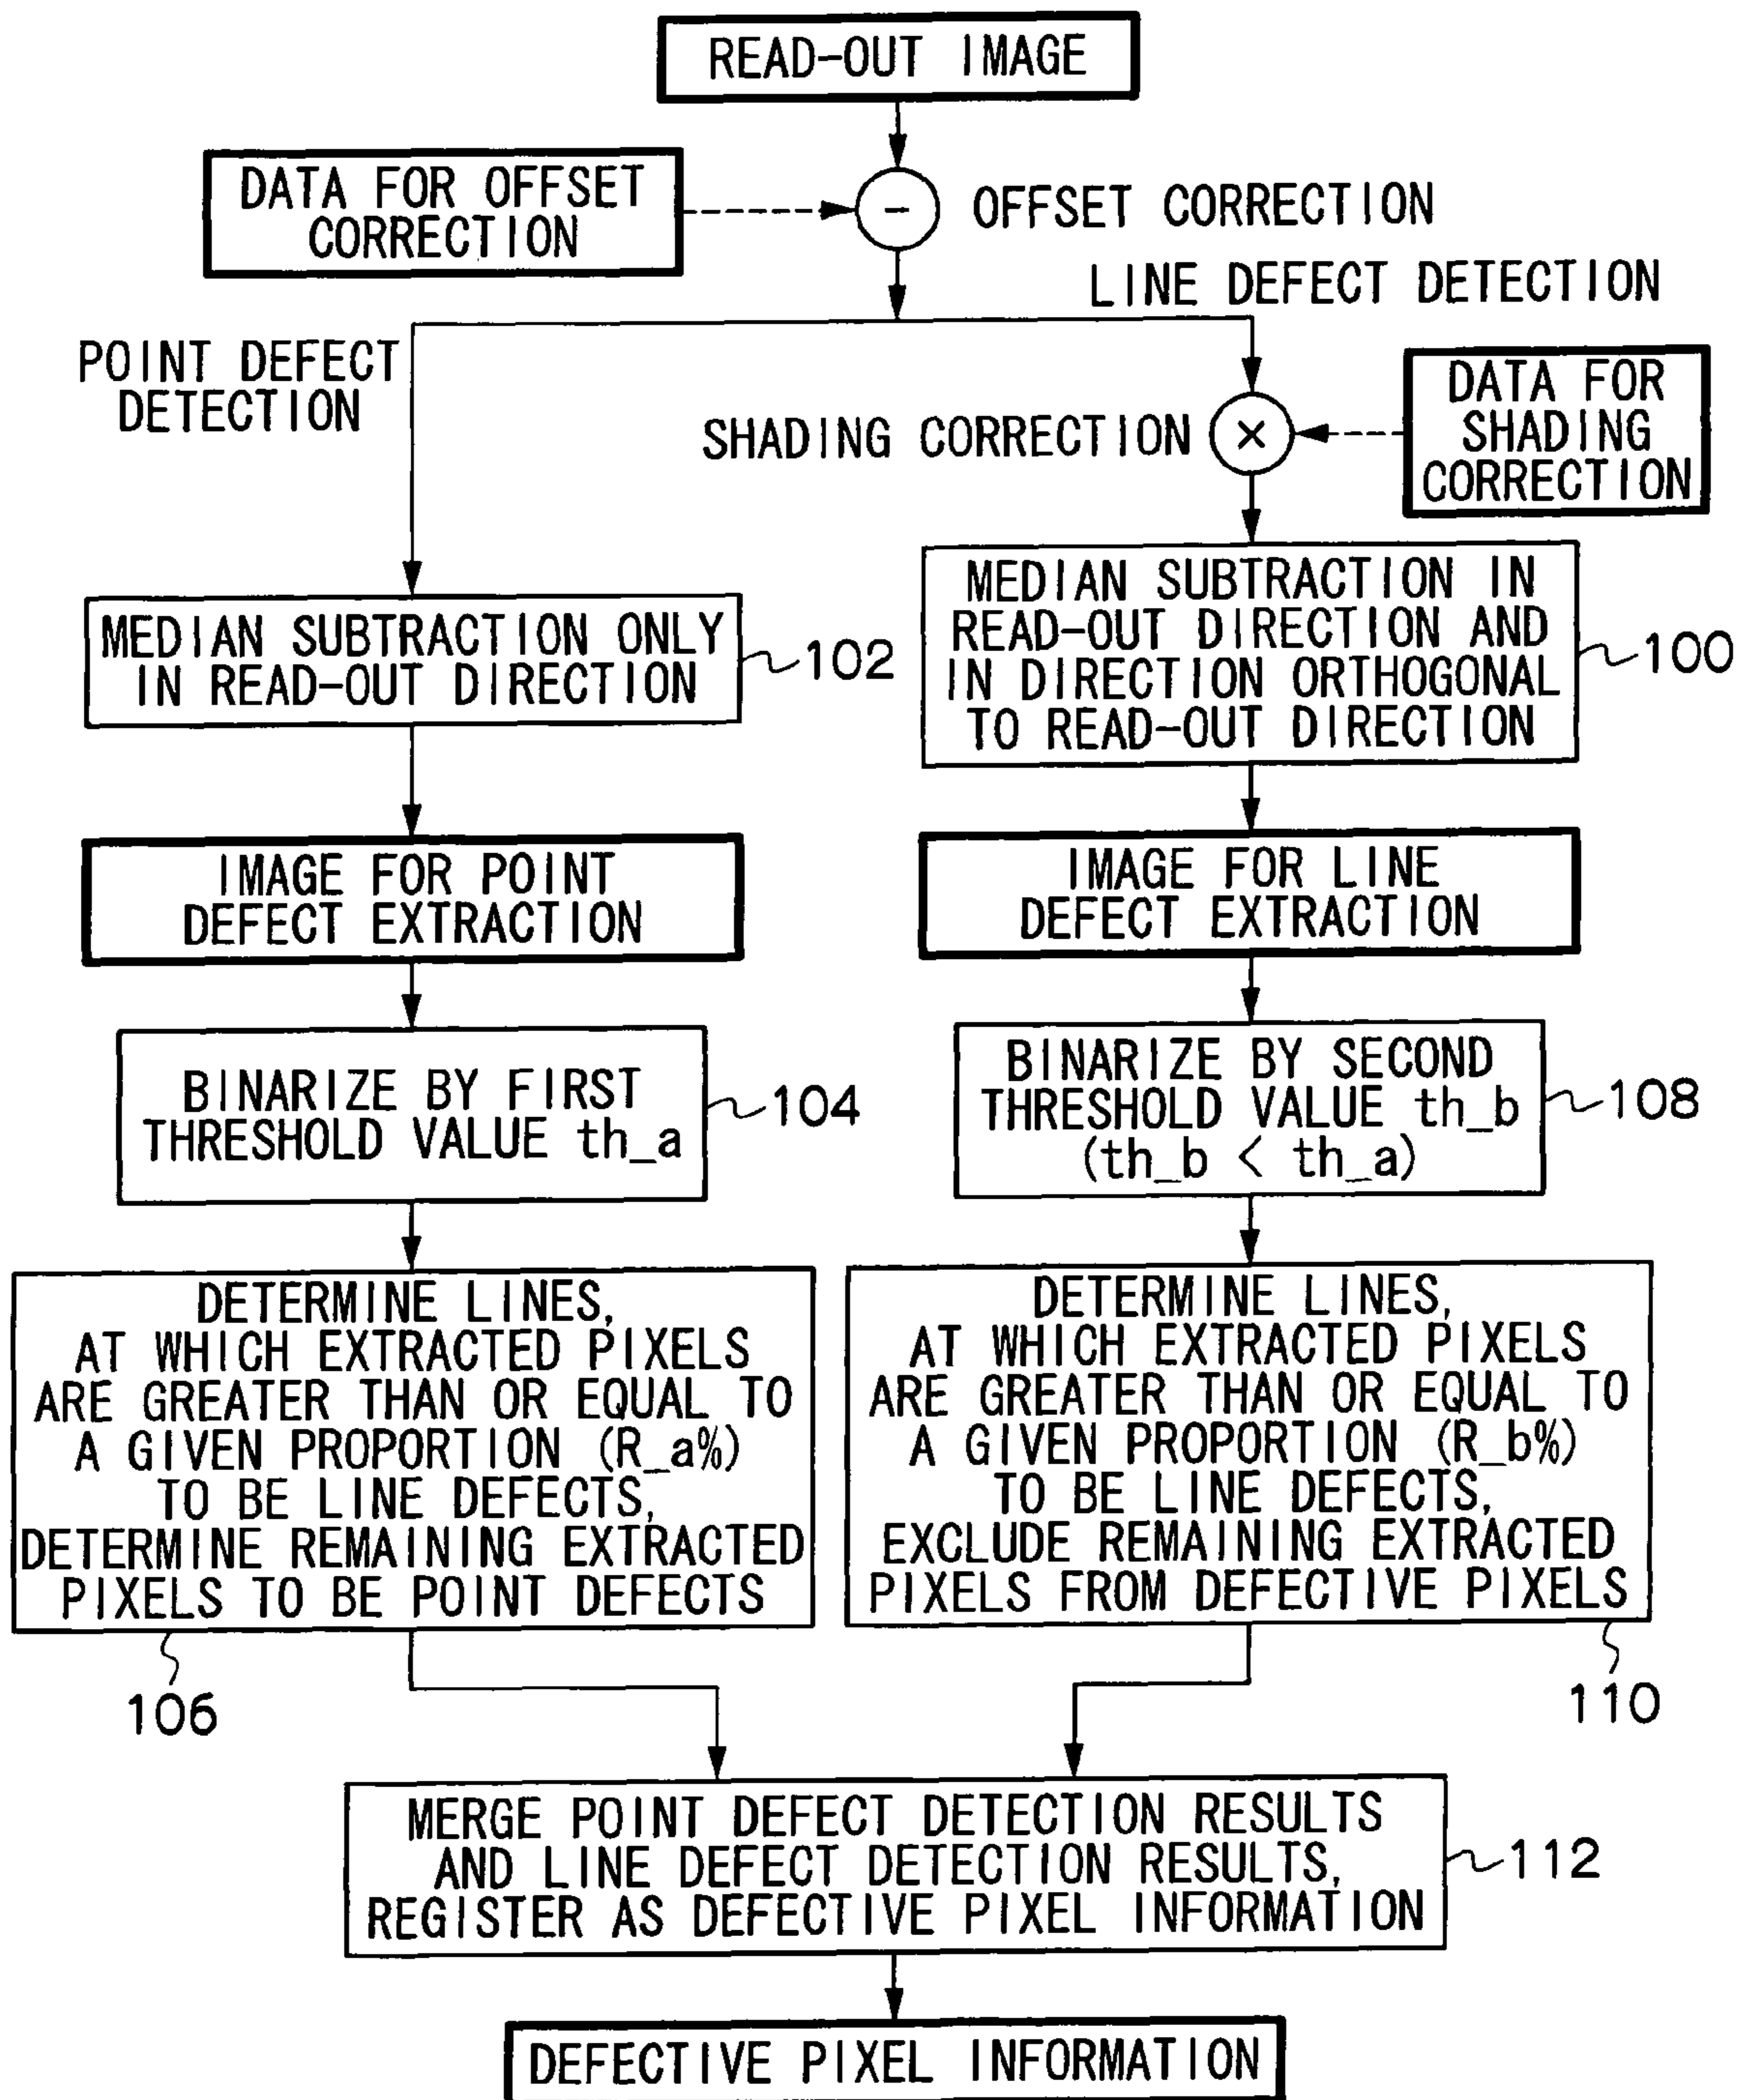 READ-OUT IMAGE
DATA FOR OFFSET
CORRECTION
-
OFFSET CORRECTION
LINE DEFECT DETECTION
POINT DEFECT
DETECTION
DATA FOR
SHADING
CORRECTION
SHADING CORRECTION
×
MEDIAN SUBTRACTION ONLY
IN READ-OUT DIRECTION
102
MEDIAN SUBTRACTION IN
READ-OUT DIRECTION AND
IN DIRECTION ORTHOGONAL
TO READ-OUT DIRECTION
100
IMAGE FOR POINT
DEFECT EXTRACTION
IMAGE FOR LINE
DEFECT EXTRACTION
BINARIZE BY FIRST
THRESHOLD VALUE th_a
104
BINARIZE BY SECOND
THRESHOLD VALUE th_b
(th_b < th_a)
108
DETERMINE LINES,
AT WHICH EXTRACTED PIXELS
ARE GREATER THAN OR EQUAL TO
A GIVEN PROPORTION (R_a%)
TO BE LINE DEFECTS,
DETERMINE REMAINING EXTRACTED
PIXELS TO BE POINT DEFECTS
106
DETERMINE LINES,
AT WHICH EXTRACTED PIXELS
ARE GREATER THAN OR EQUAL TO
A GIVEN PROPORTION (R_b%)
TO BE LINE DEFECTS,
EXCLUDE REMAINING EXTRACTED
PIXELS FROM DEFECTIVE PIXELS
110
MERGE POINT DEFECT DETECTION RESULTS
AND LINE DEFECT DETECTION RESULTS,
REGISTER AS DEFECTIVE PIXEL INFORMATION
112
DEFECTIVE PIXEL INFORMATION